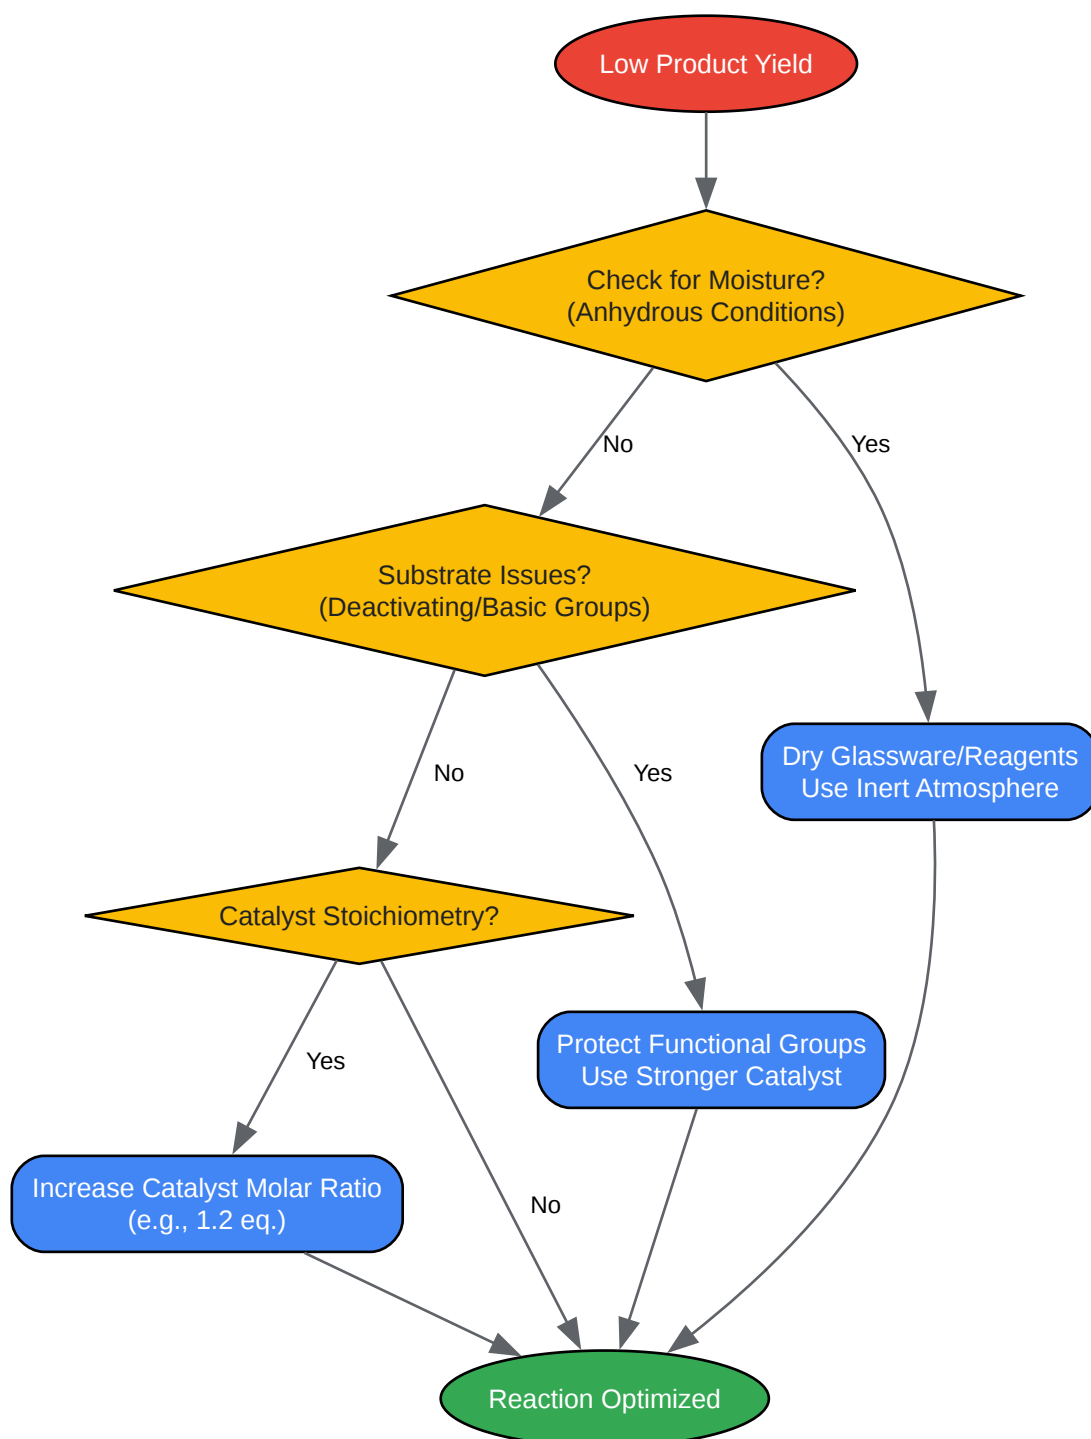 Low Product Yield
Check for Moisture?
(Anhydrous Conditions)
No
Yes
Substrate Issues?
(Deactivating/Basic Groups)
No
Yes
Dry Glassware/Reagents
Use Inert Atmosphere
Catalyst Stoichiometry?
Yes
No
Protect Functional Groups
Use Stronger Catalyst
Increase Catalyst Molar Ratio
(e.g., 1.2 eq.)
Reaction Optimized